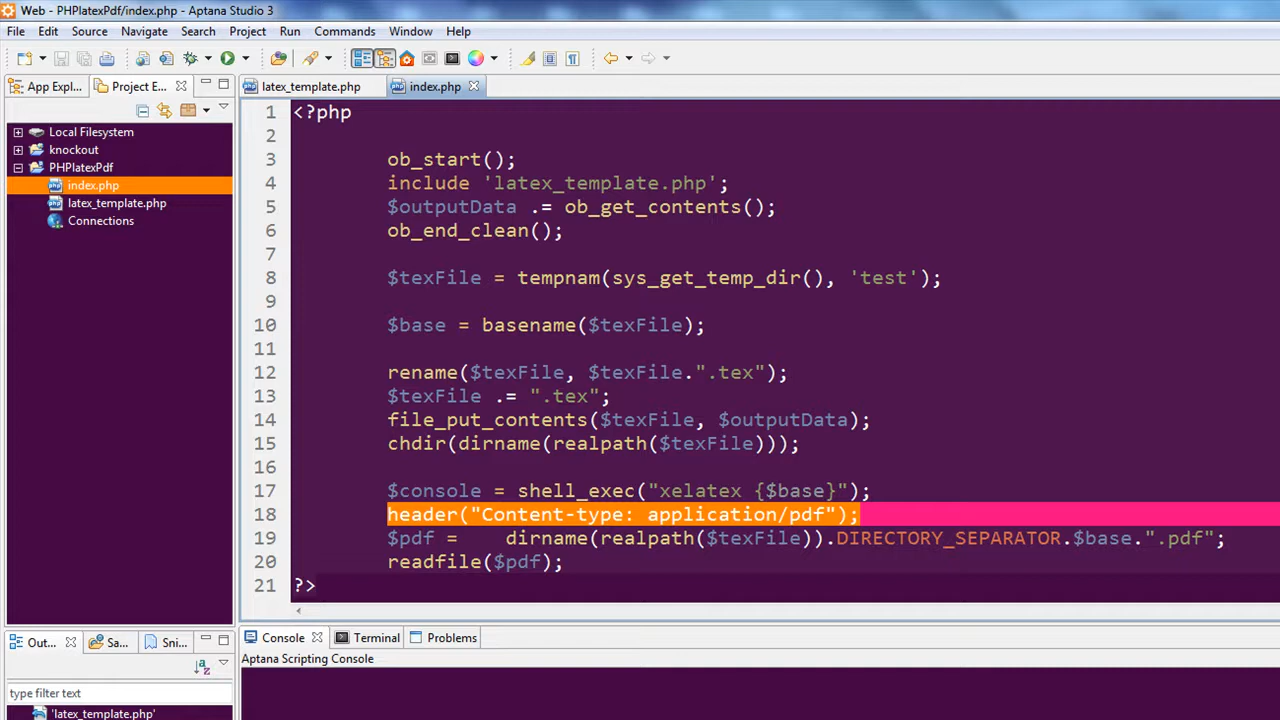 Web - PHPlatexPdf/index.php - Aptana Studio 3
File Edit Source Navigate Search Project Run Commands Window Help
App Expl... Project E... latex_template.php index.php
Local Filesystem
knockout
PHPlatexPdf
index.php
latex_template.php
Connections
1 <?php
2
3 ob_start();
4 include 'latex_template.php';
5 $outputData .= ob_get_contents();
6 ob_end_clean();
7
8 $texFile = tempnam(sys_get_temp_dir(), 'test');
9
10 $base = basename($texFile);
11
12 rename($texFile, $texFile.".tex");
13 $texFile .= ".tex";
14 file_put_contents($texFile, $outputData);
15 chdir(dirname(realpath($texFile)));
16
17 $console = shell_exec("xelatex {$base}");
18 header("Content-type: application/pdf");
19 $pdf = dirname(realpath($texFile)).DIRECTORY_SEPARATOR.$base.".pdf";
20 readfile($pdf);
21 ?>
Out... Sa... Sni...
type filter text
'latex_template.php'
Console Terminal Problems
Aptana Scripting Console